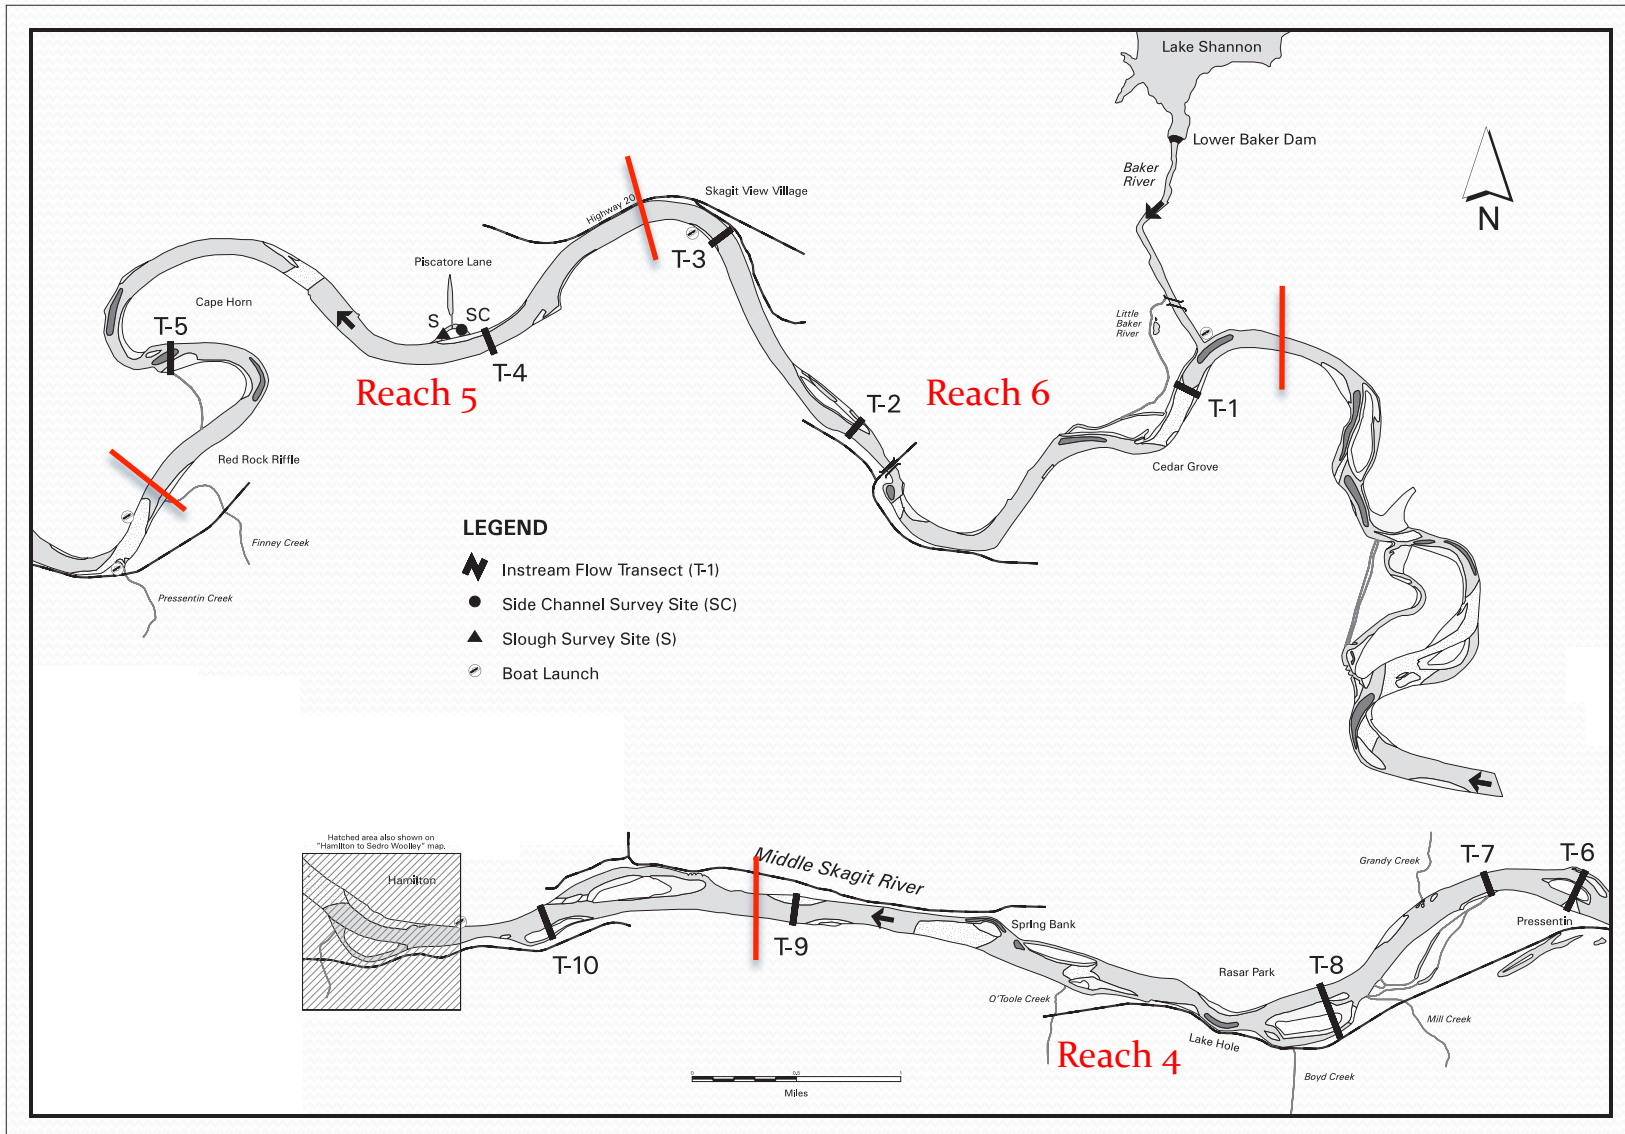 Lake Shannon
Lower Baker Dam
Baker
River
N
Skagit View Village
Highway 20
T-3
Piscatore Lane
S
SC
T-4
Cape Horn
T-5
Little
Baker
River
Reach 5
Reach 6
T-2
T-1
Cedar Grove
Red Rock Riffle
Finney Creek
Pressentin Creek
LEGEND
Instream Flow Transect (T-1)
Side Channel Survey Site (SC)
Slough Survey Site (S)
Boat Launch
Hatched area also shown on
"Hamilton to Sedro Woolley" map.
Hamilton
Middle Skagit River
Grandy Creek
T-7
T-6
Pressentin
Spring Bank
T-9
T-10
Rasar Park
T-8
O'Toole Creek
Mill Creek
Lake Hole
Reach 4
Boyd Creek
0 0.5 1
Miles